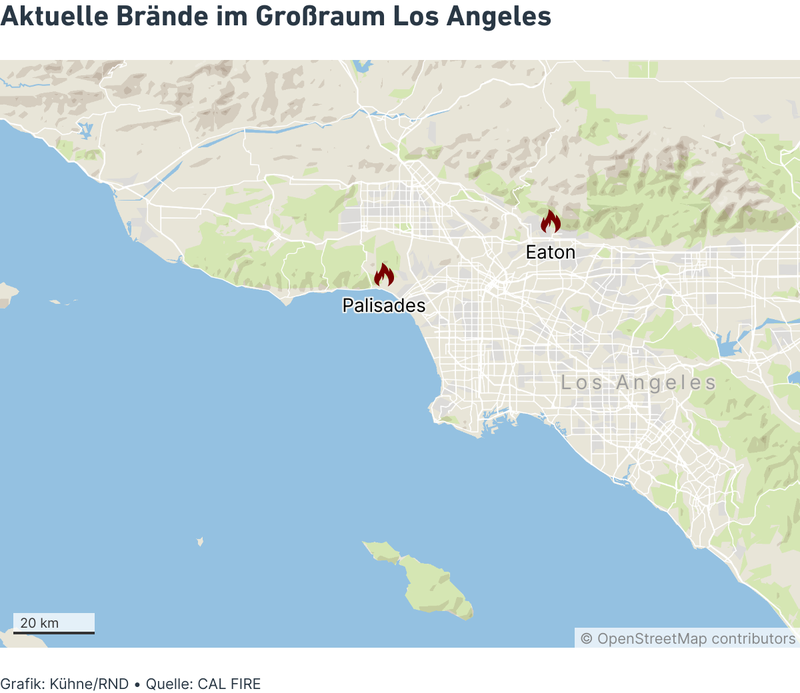 Aktuelle Brände im Großraum Los Angeles
Eaton
Palisades
Los Angeles
20 km
© OpenStreetMap contributors
Grafik: Kühne/RND • Quelle: CAL FIRE